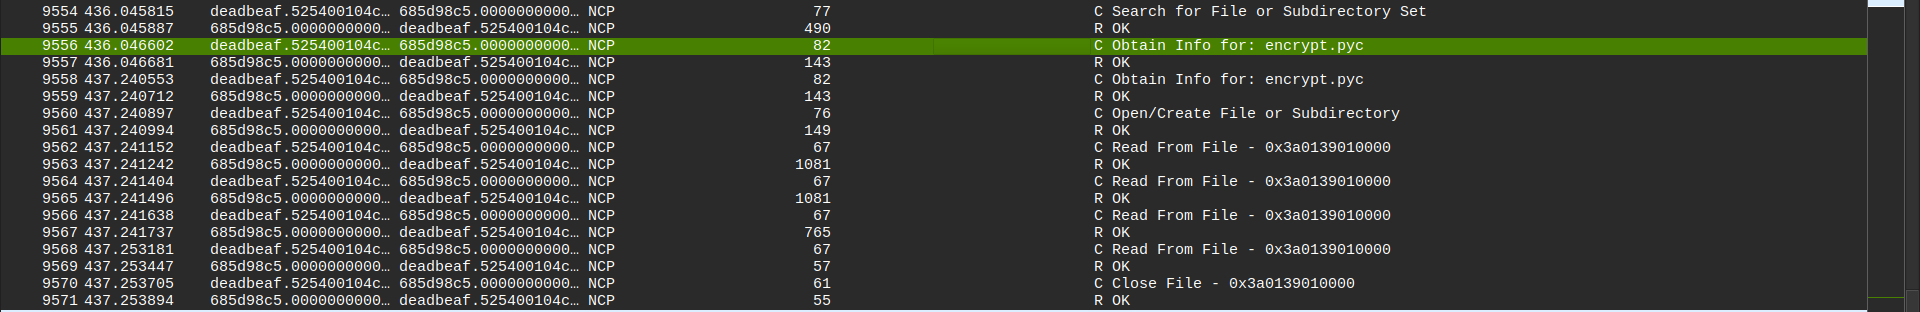 9554 436.045815 deadbeaf.525400104c… 685d98c5.0000000000… NCP 77 C Search for File or Subdirectory Set
9555 436.045887 685d98c5.0000000000… deadbeaf.525400104c… NCP 490 R OK
9556 436.046602 deadbeaf.525400104c… 685d98c5.0000000000… NCP 82 C Obtain Info for: encrypt.pyc
9557 436.046681 685d98c5.0000000000… deadbeaf.525400104c… NCP 143 R OK
9558 437.240553 deadbeaf.525400104c… 685d98c5.0000000000… NCP 82 C Obtain Info for: encrypt.pyc
9559 437.240712 685d98c5.0000000000… deadbeaf.525400104c… NCP 143 R OK
9560 437.240897 deadbeaf.525400104c… 685d98c5.0000000000… NCP 76 C Open/Create File or Subdirectory
9561 437.240994 685d98c5.0000000000… deadbeaf.525400104c… NCP 149 R OK
9562 437.241152 deadbeaf.525400104c… 685d98c5.0000000000… NCP 67 C Read From File - 0x3a0139010000
9563 437.241242 685d98c5.0000000000… deadbeaf.525400104c… NCP 1081 R OK
9564 437.241404 deadbeaf.525400104c… 685d98c5.0000000000… NCP 67 C Read From File - 0x3a0139010000
9565 437.241496 685d98c5.0000000000… deadbeaf.525400104c… NCP 1081 R OK
9566 437.241638 deadbeaf.525400104c… 685d98c5.0000000000… NCP 67 C Read From File - 0x3a0139010000
9567 437.241737 685d98c5.0000000000… deadbeaf.525400104c… NCP 765 R OK
9568 437.253181 deadbeaf.525400104c… 685d98c5.0000000000… NCP 67 C Read From File - 0x3a0139010000
9569 437.253447 685d98c5.0000000000… deadbeaf.525400104c… NCP 57 R OK
9570 437.253705 deadbeaf.525400104c… 685d98c5.0000000000… NCP 61 C Close File - 0x3a0139010000
9571 437.253894 685d98c5.0000000000… deadbeaf.525400104c… NCP 55 R OK